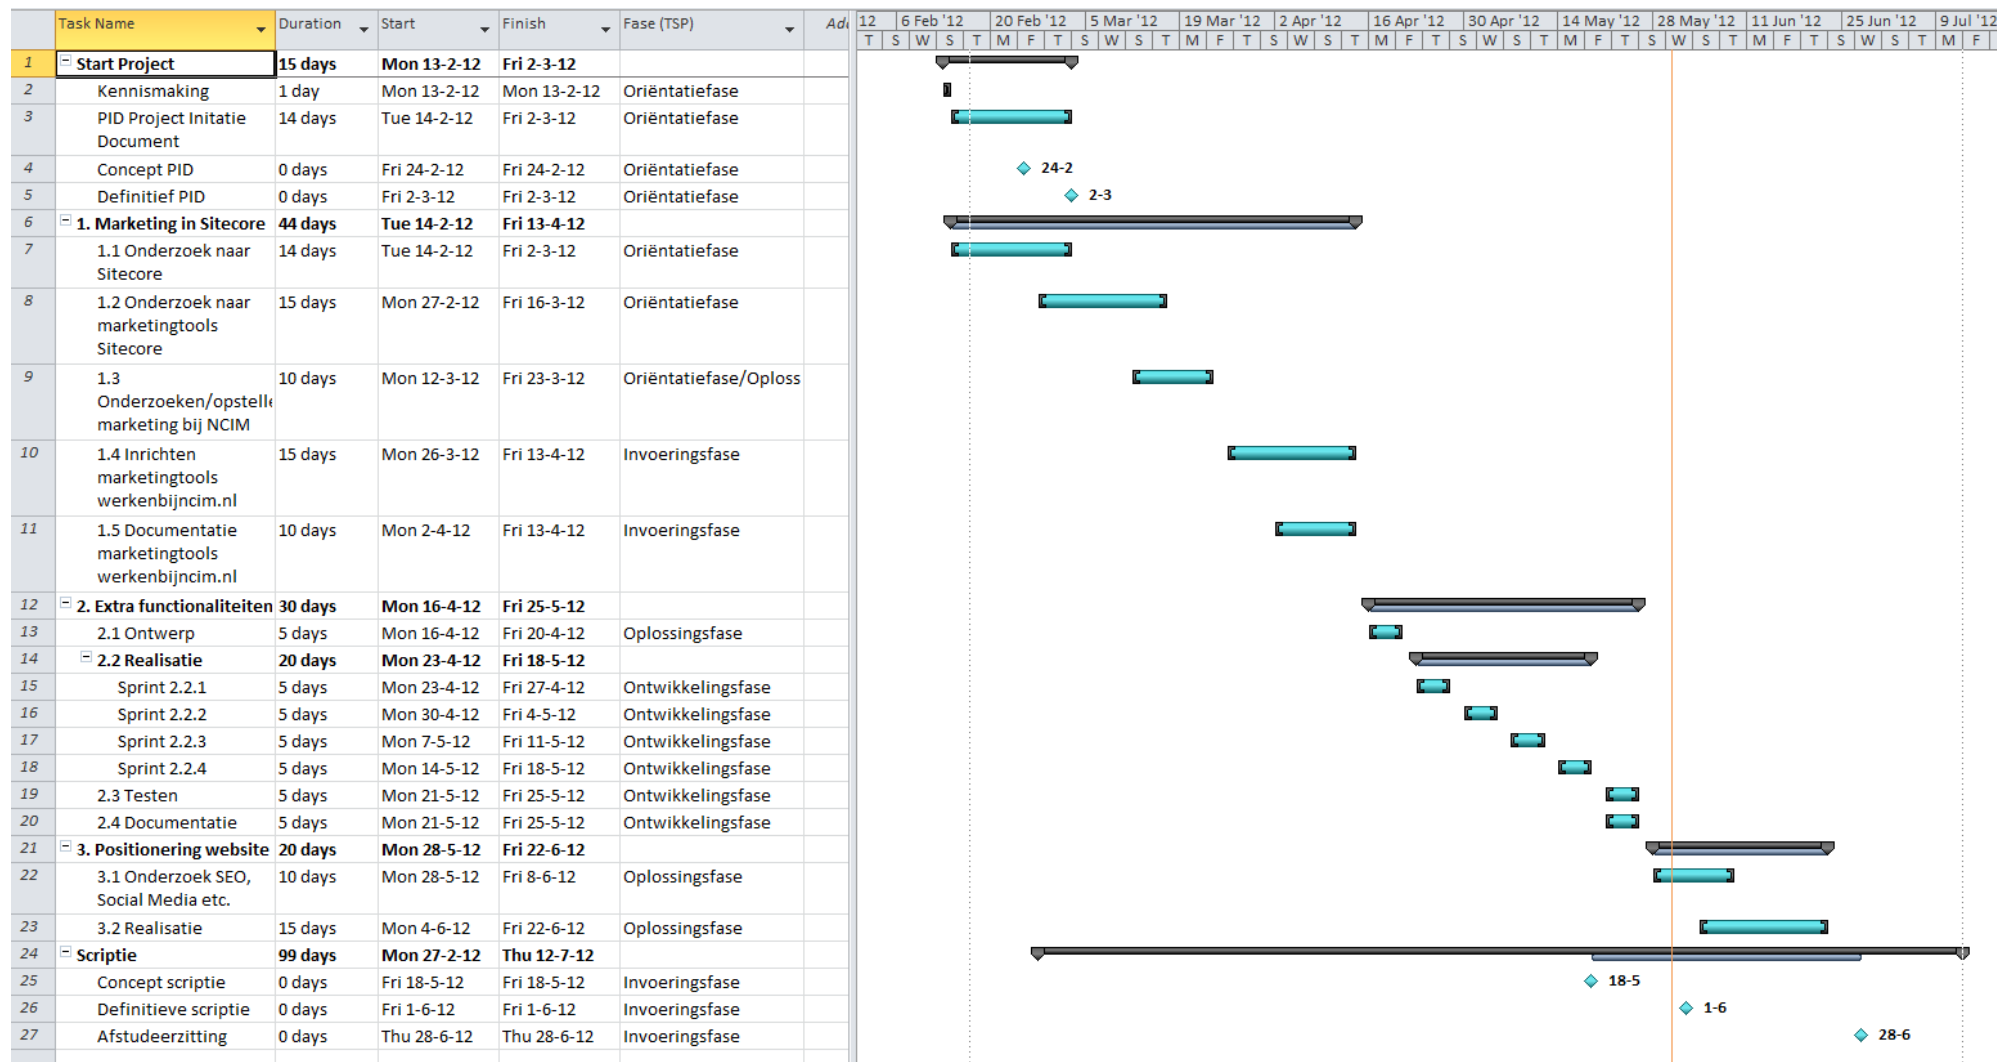 Task Name Duration Start Finish Fase (TSP) Add
12 6 Feb '12 20 Feb '12 5 Mar '12 19 Mar '12 2 Apr '12 16 Apr '12 30 Apr '12 14 May '12 28 May '12 11 Jun '12 25 Jun '12 9 Jul '12
T S W S T M F T S W S T M F T S W S T M F T S W S T M F T S W S T M F T S W S T M F
1 Start Project 15 days Mon 13-2-12 Fri 2-3-12
2 Kennismaking 1 day Mon 13-2-12 Mon 13-2-12 Oriëntatiefase
3 PID Project Initatie 14 days Tue 14-2-12 Fri 2-3-12 Oriëntatiefase
Document
4 Concept PID 0 days Fri 24-2-12 Fri 24-2-12 Oriëntatiefase 24-2
5 Definitief PID 0 days Fri 2-3-12 Fri 2-3-12 Oriëntatiefase 2-3
6 1. Marketing in Sitecore 44 days Tue 14-2-12 Fri 13-4-12
7 1.1 Onderzoek naar 14 days Tue 14-2-12 Fri 2-3-12 Oriëntatiefase
Sitecore
8 1.2 Onderzoek naar 15 days Mon 27-2-12 Fri 16-3-12 Oriëntatiefase
marketingtools
Sitecore
9 1.3 10 days Mon 12-3-12 Fri 23-3-12 Oriëntatiefase/Oploss
Onderzoeken/opstelle
marketing bij NCIM
10 1.4 Inrichten 15 days Mon 26-3-12 Fri 13-4-12 Invoeringsfase
marketingtools
werkenbijncim.nl
11 1.5 Documentatie 10 days Mon 2-4-12 Fri 13-4-12 Invoeringsfase
marketingtools
werkenbijncim.nl
12 2. Extra functionaliteiten 30 days Mon 16-4-12 Fri 25-5-12
13 2.1 Ontwerp 5 days Mon 16-4-12 Fri 20-4-12 Oplossingsfase
14 2.2 Realisatie 20 days Mon 23-4-12 Fri 18-5-12
15 Sprint 2.2.1 5 days Mon 23-4-12 Fri 27-4-12 Ontwikkelingsfase
16 Sprint 2.2.2 5 days Mon 30-4-12 Fri 4-5-12 Ontwikkelingsfase
17 Sprint 2.2.3 5 days Mon 7-5-12 Fri 11-5-12 Ontwikkelingsfase
18 Sprint 2.2.4 5 days Mon 14-5-12 Fri 18-5-12 Ontwikkelingsfase
19 2.3 Testen 5 days Mon 21-5-12 Fri 25-5-12 Ontwikkelingsfase
20 2.4 Documentatie 5 days Mon 21-5-12 Fri 25-5-12 Ontwikkelingsfase
21 3. Positionering website 20 days Mon 28-5-12 Fri 22-6-12
22 3.1 Onderzoek SEO, 10 days Mon 28-5-12 Fri 8-6-12 Oplossingsfase
Social Media etc.
23 3.2 Realisatie 15 days Mon 4-6-12 Fri 22-6-12 Oplossingsfase
24 Scriptie 99 days Mon 27-2-12 Thu 12-7-12
25 Concept scriptie 0 days Fri 18-5-12 Fri 18-5-12 Invoeringsfase 18-5
26 Definitieve scriptie 0 days Fri 1-6-12 Fri 1-6-12 Invoeringsfase 1-6
27 Afstudeerzitting 0 days Thu 28-6-12 Thu 28-6-12 Invoeringsfase 28-6